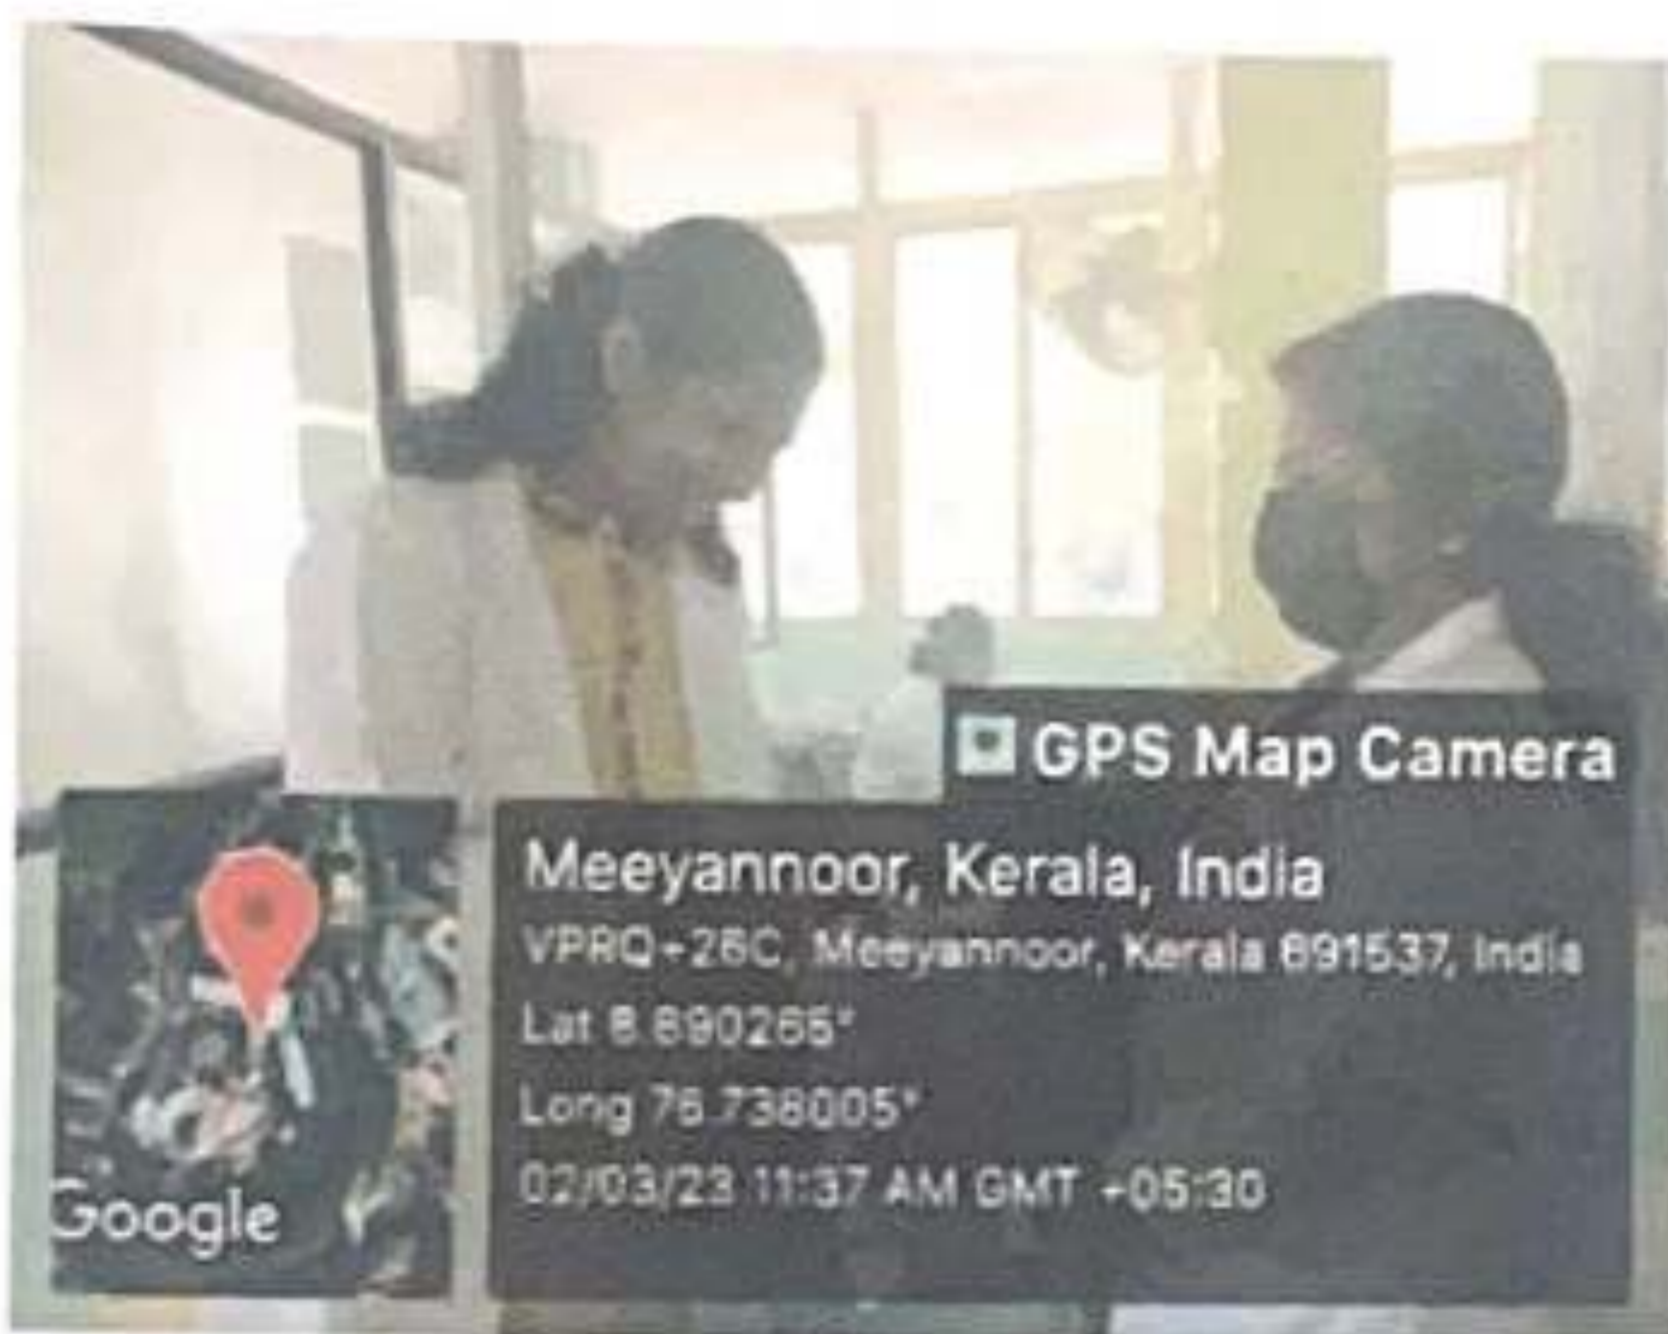 GPS Map Camera
Meeyannoor, Kerala, India
VPRQ+26C, Meeyannoor, Kerala 691537, India
Lat 8.890265°
Long 76.738005°
02/03/23 11:37 AM GMT +05:30
Google